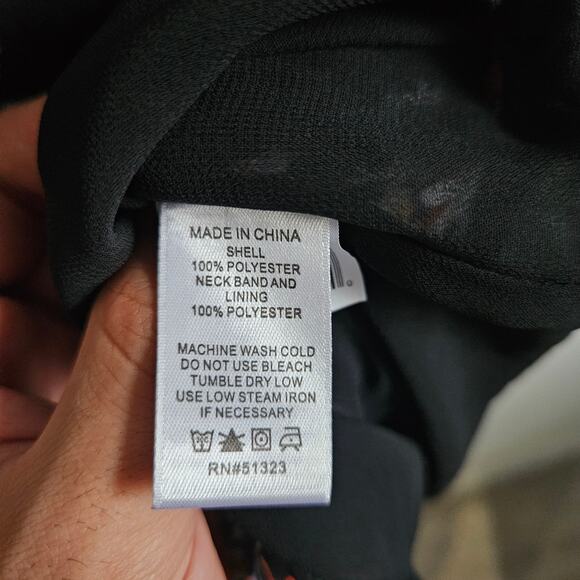 MADE IN CHINA
SHELL
100% POLYESTER
NECK BAND AND
LINING
100% POLYESTER
MACHINE WASH COLD
DO NOT USE BLEACH
TUMBLE DRY LOW
USE LOW STEAM IRON
IF NECESSARY
RN#51323